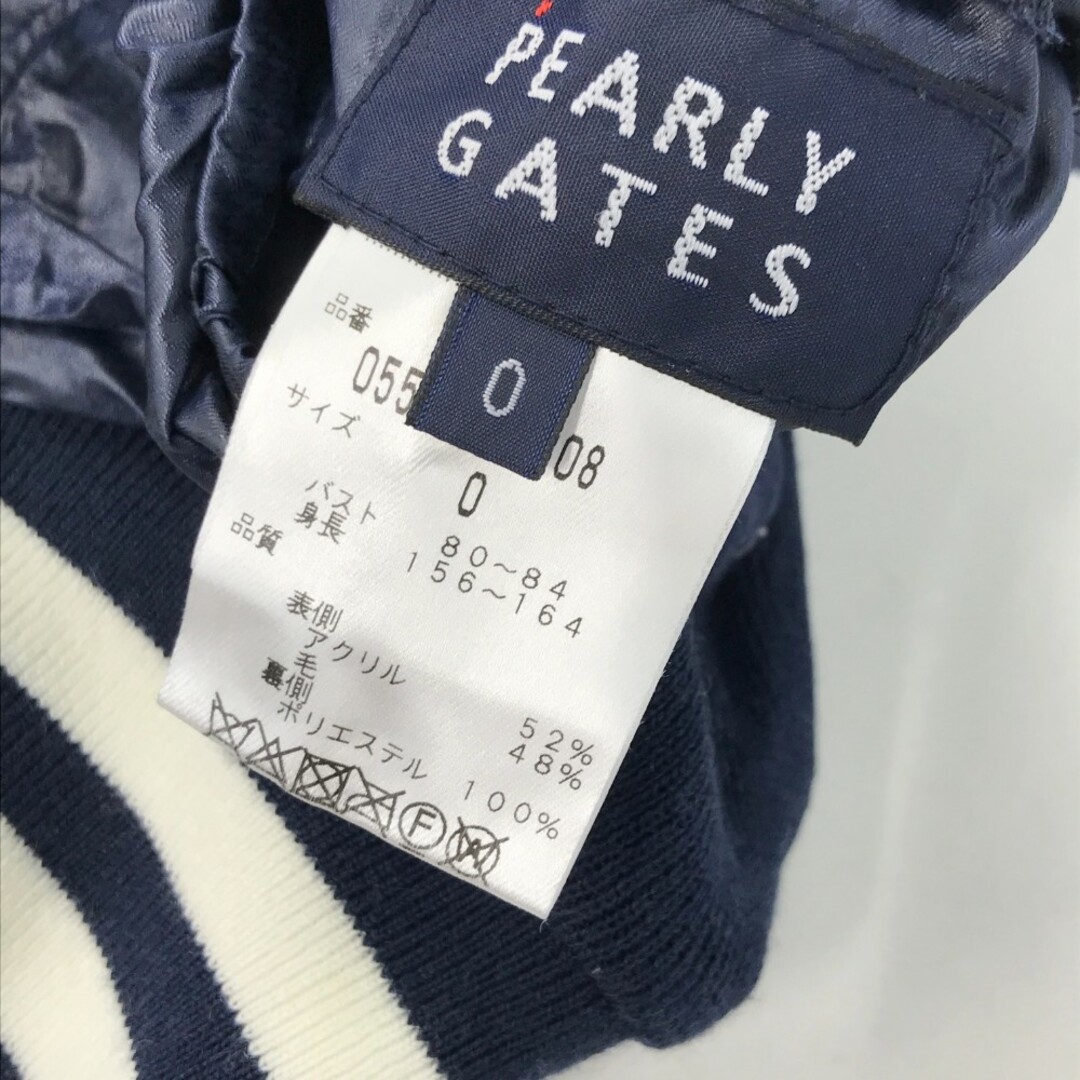 PEARLY
GATES
0
品番
055 08
サイズ
0
バスト 80~84
身長 156~164
品質
表側
アクリル 52%
毛 48%
裏側
ポリエステル 100%
F
A